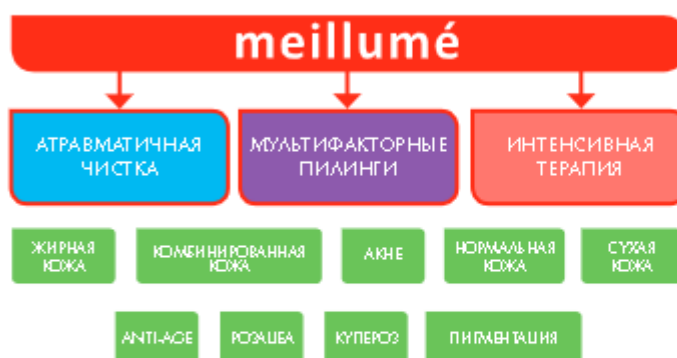 meillumé
АТРАВМАТИЧНАЯ
ЧИСТКА
МУЛЬТИФАКТОРНЫЕ
ПИЛИНГИ
ИНТЕНСИВНАЯ
ТЕРАПИЯ
ЖИРНАЯ
КОЖА
КОМБИНИРОВАННАЯ
КОЖА
АКНЕ
НОРМАЛЬНАЯ
КОЖА
СУХАЯ
КОЖА
ANTI-AGE
РОЗАЦЕА
КУПЕРОЗ
ПИГМЕНТАЦИЯ